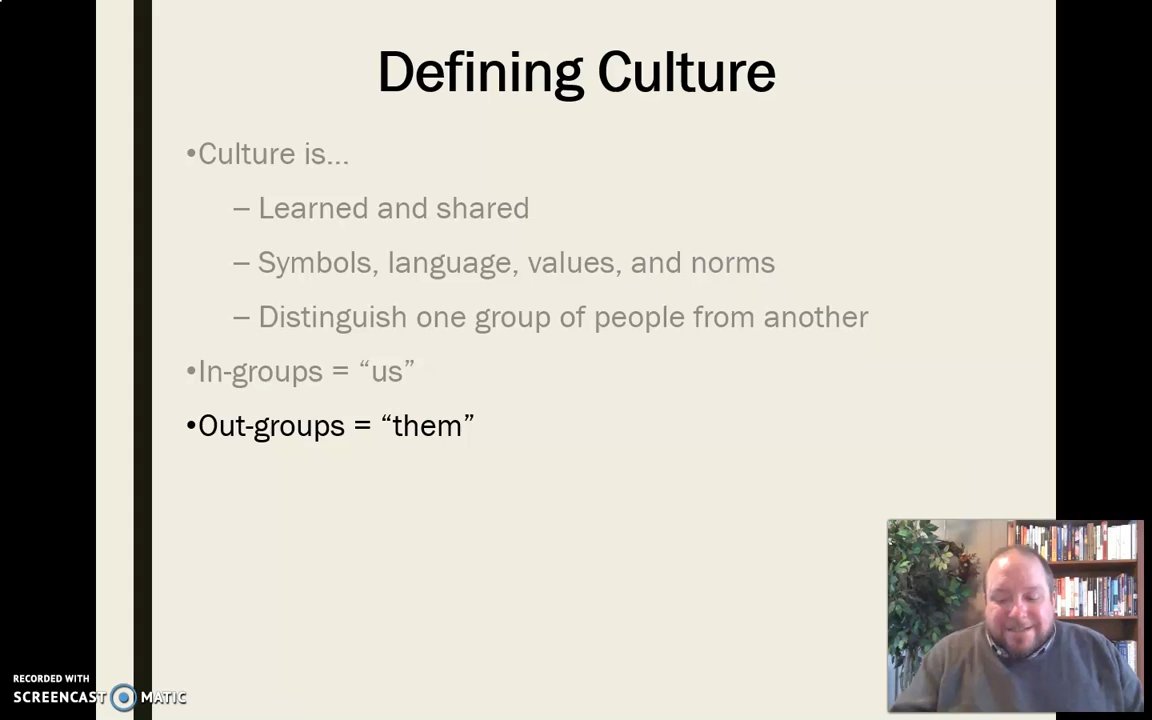 Defining Culture
•Culture is...
– Learned and shared
– Symbols, language, values, and norms
– Distinguish one group of people from another
•In-groups = “us”
•Out-groups = “them”
RECORDED WITH
SCREENCAST MATIC